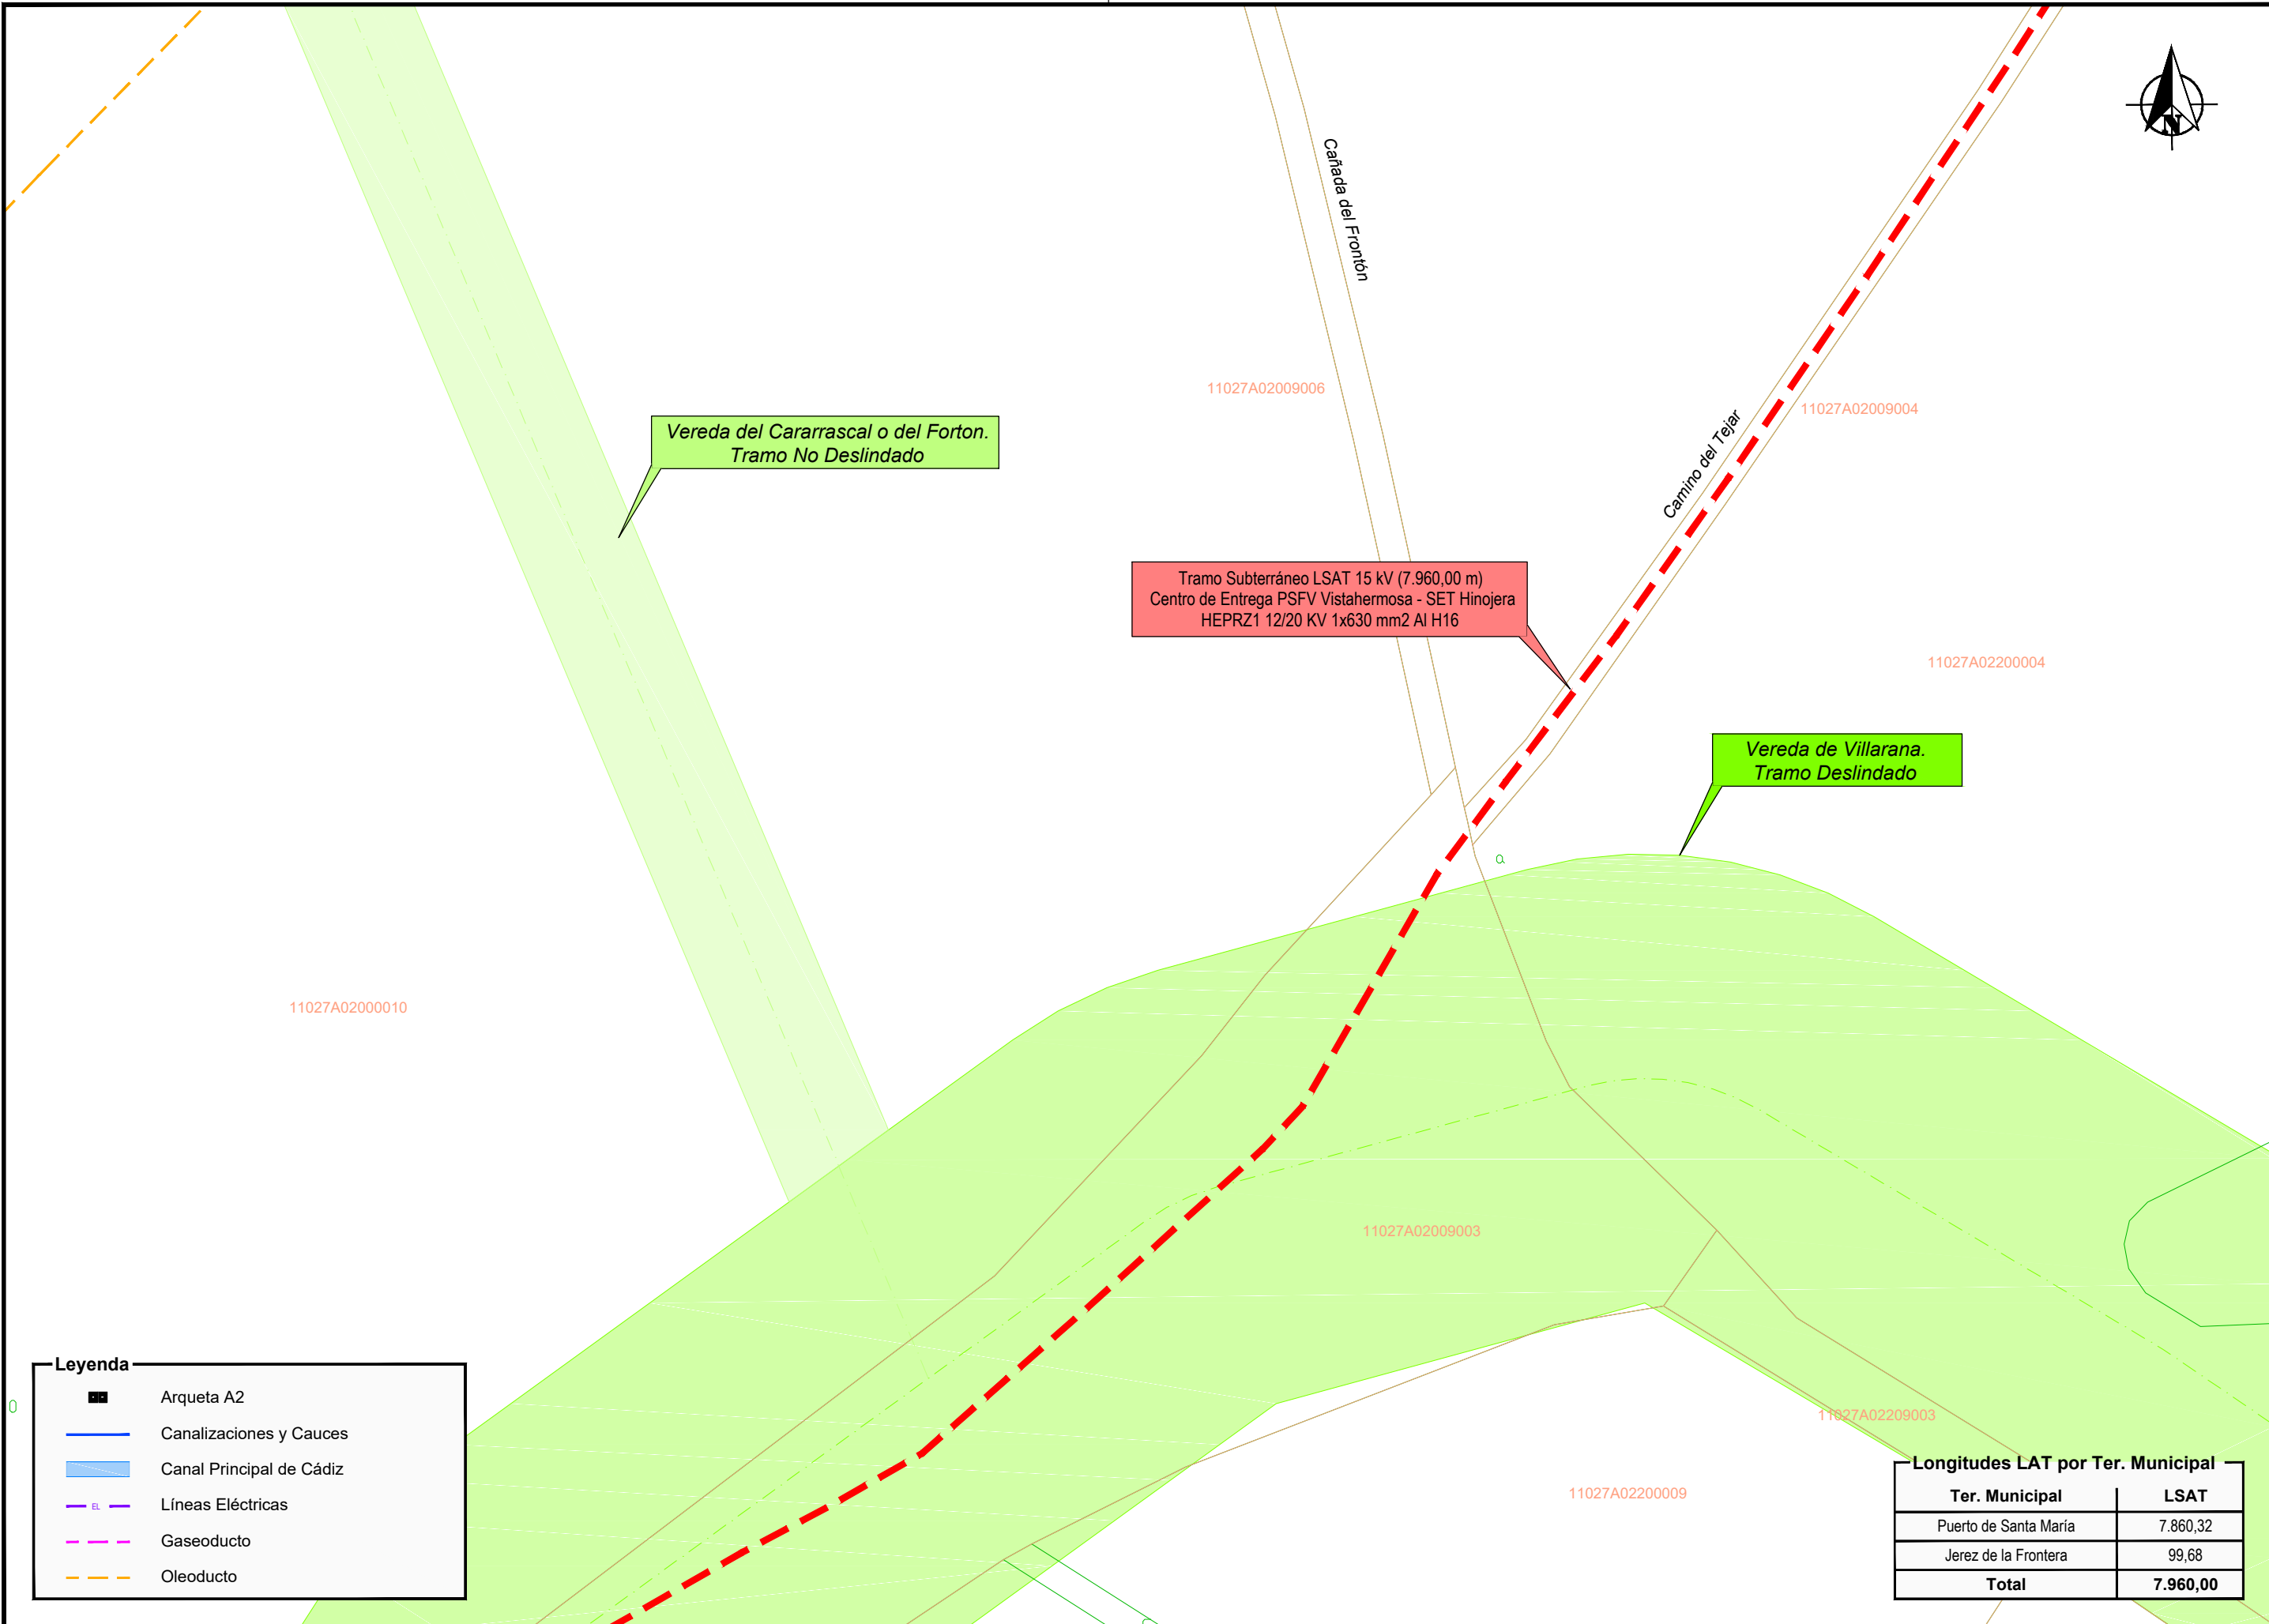 N
Cañada del Frontón
11027A02009006
11027A02009004
Camino del Tejar
Vereda del Cararrascal o del Forton.
Tramo No Deslindado
Tramo Subterráneo LSAT 15 kV (7.960,00 m)
Centro de Entrega PSFV Vistahermosa - SET Hinojera
HEPRZ1 12/20 KV 1x630 mm2 Al H16
11027A02200004
Vereda de Villarana.
Tramo Deslindado
11027A02000010
11027A02009003
11027A02209003
11027A02200009
Leyenda
Arqueta A2
Canalizaciones y Cauces
Canal Principal de Cádiz
EL
Líneas Eléctricas
Gaseoducto
Oleoducto
Longitudes LAT por Ter. Municipal
Ter. Municipal LSAT
Puerto de Santa María 7.860,32
Jerez de la Frontera 99,68
Total 7.960,00